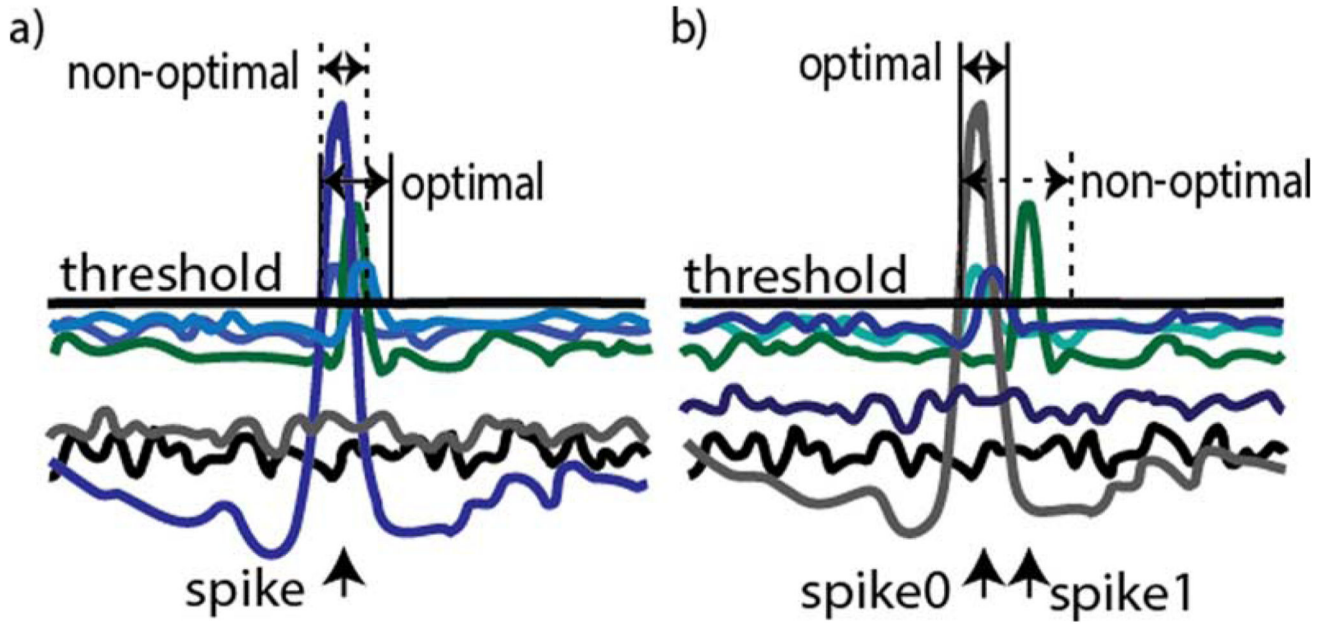 a)
non-optimal
optimal
threshold
spike
b)
optimal
non-optimal
threshold
spike0
spike1